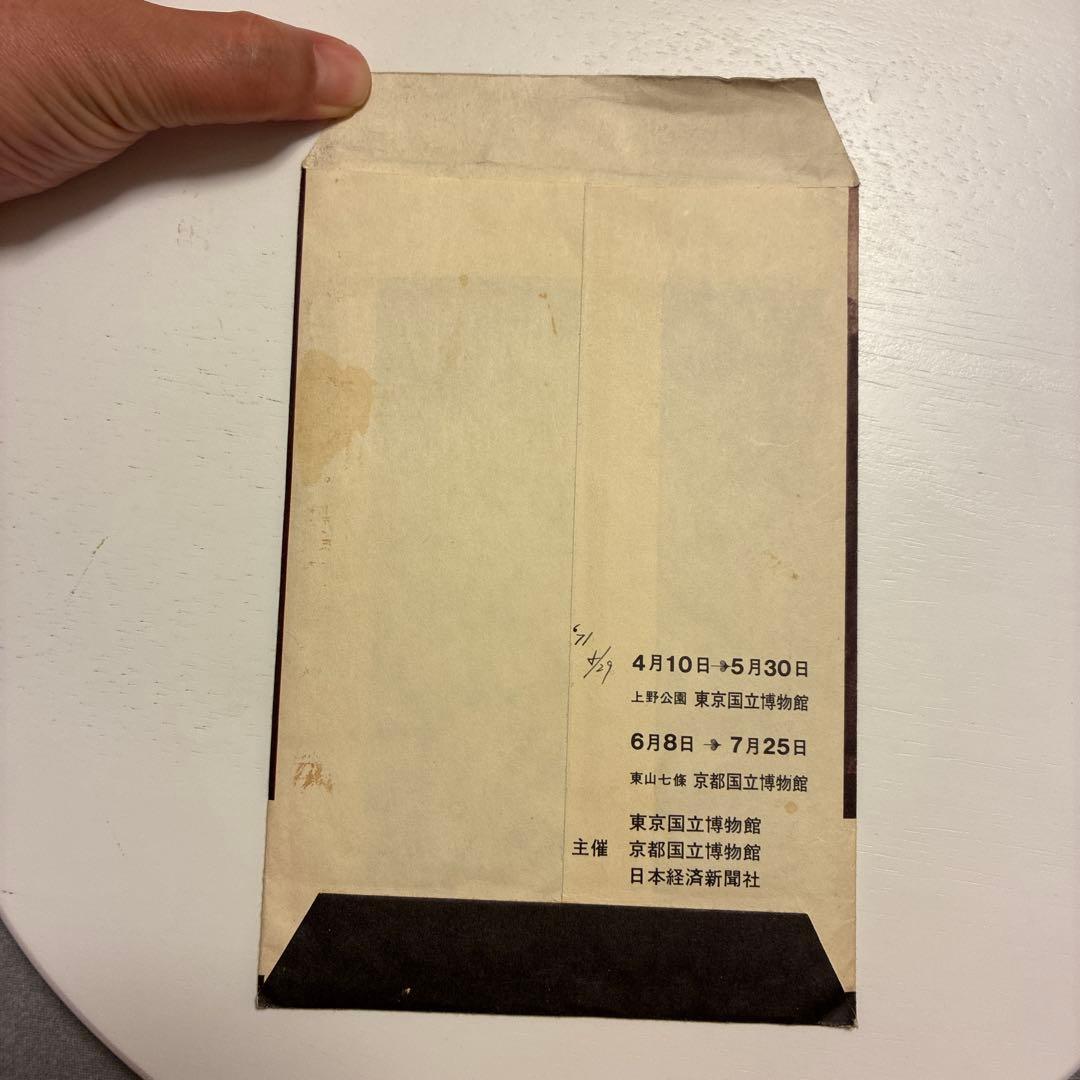 '71
4/29
4月10日→5月30日
上野公園 東京国立博物館
6月8日→7月25日
東山七條 京都国立博物館
東京国立博物館
主催 京都国立博物館
日本経済新聞社